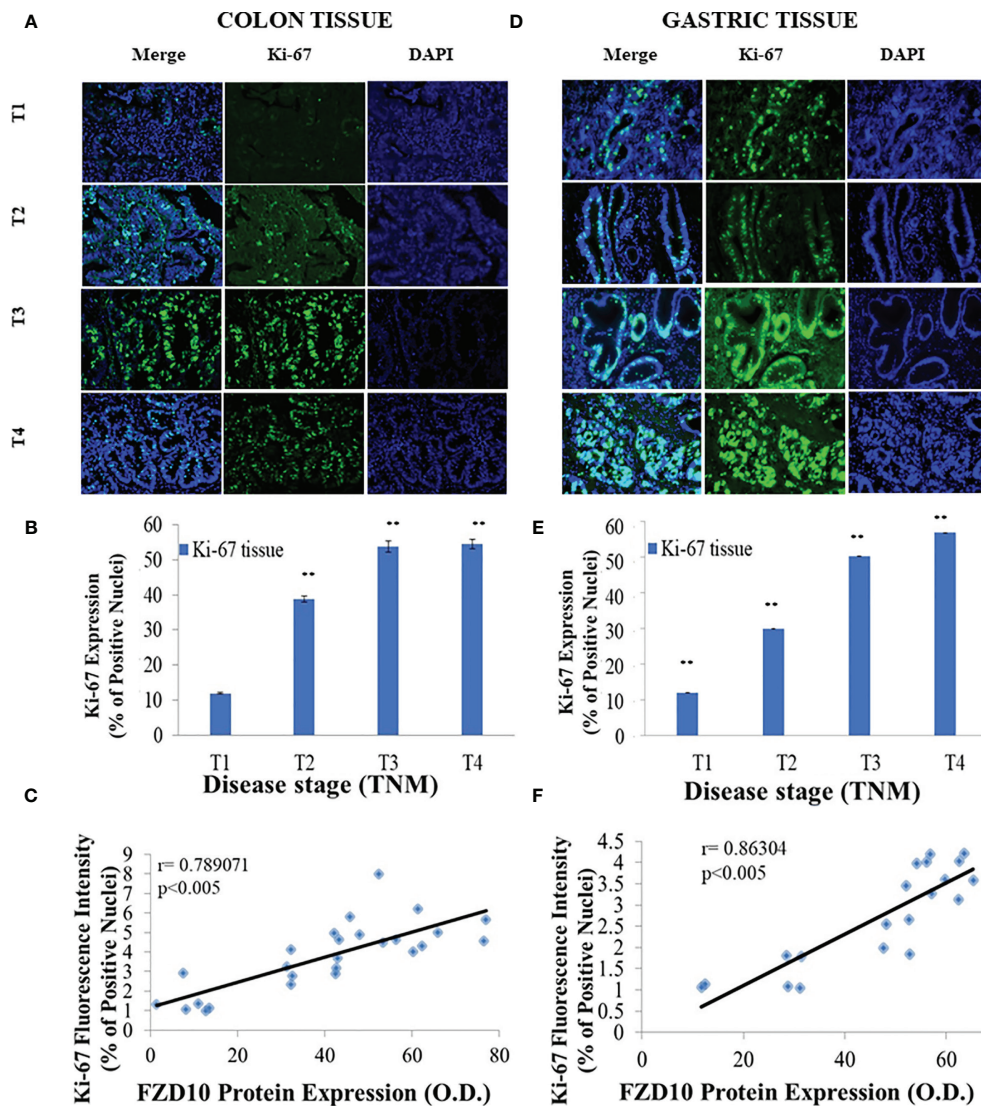 A
COLON TISSUE
Merge
Ki-67
DAPI
T1
T2
T3
T4
B
60
50
40
30
20
10
0
Ki-67 tissue
**
**
**
Ki-67 Expression
(% of Positive Nuclei)
T1
T2
T3
T4
Disease stage (TNM)
C
9
8
7
6
5
4
3
2
1
0
r= 0.789071
p<0.005
Ki-67 Fluorescence Intensity
(% of Positive Nuclei)
0
20
40
60
80
FZD10 Protein Expression (O.D.)
D
GASTRIC TISSUE
Merge
Ki-67
DAPI
E
60
50
40
30
20
10
0
Ki-67 tissue
**
**
**
**
Ki-67 Expression
(% of Positive Nuclei)
T1
T2
T3
T4
Disease stage (TNM)
F
4.5
4
3.5
3
2.5
2
1.5
1
0.5
0
r= 0.86304
p<0.005
Ki-67 Fluorescence Intensity
(% of Positive Nuclei)
0
20
40
60
FZD10 Protein Expression (O.D.)